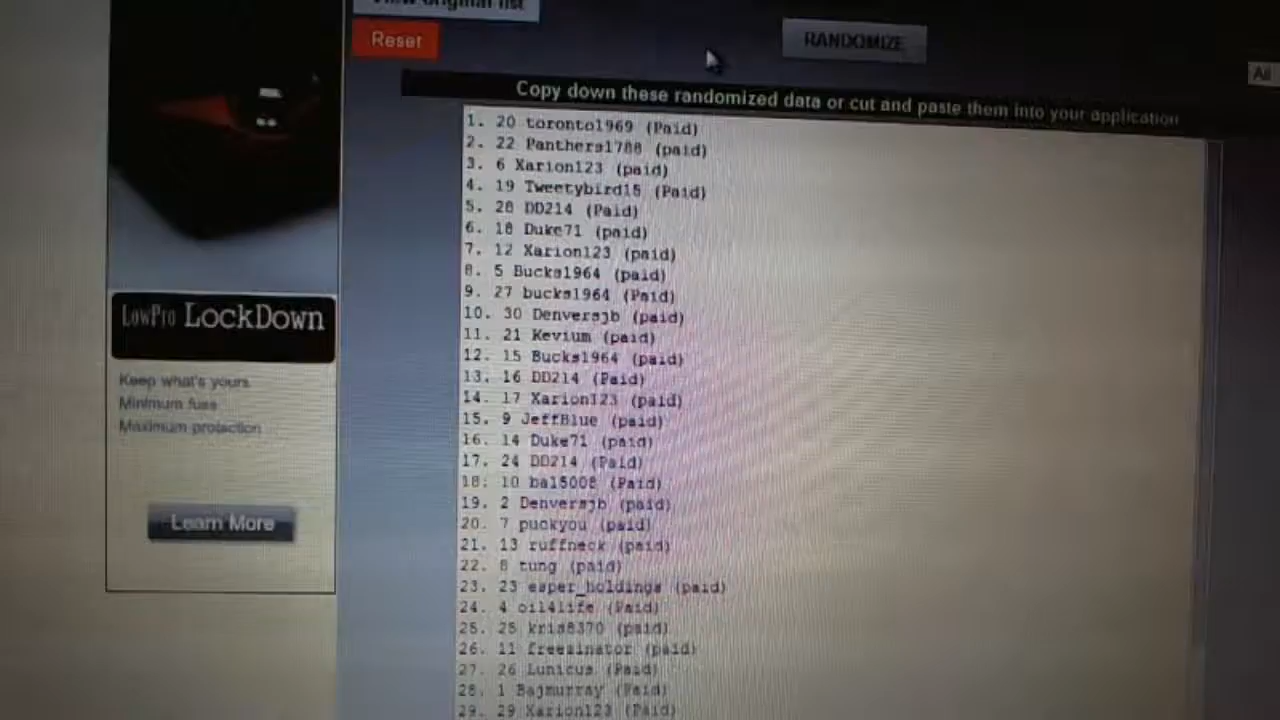 View original list
Reset
RANDOMIZE
All
Copy down these randomized data or cut and paste them into your application
1. 20 toronto1969 (Paid)
2. 22 Panthers1788 (paid)
3. 6 Xarion123 (paid)
4. 19 Tweetybird15 (Paid)
5. 28 DD214 (Paid)
6. 18 Duke71 (paid)
7. 12 Xarion123 (paid)
8. 5 Bucks1964 (paid)
9. 27 bucks1964 (Paid)
10. 30 Denversjb (paid)
11. 21 Kevium (paid)
12. 15 Bucks1964 (paid)
13. 16 DD214 (Paid)
14. 17 Xarion123 (paid)
15. 9 JeffBlue (paid)
16. 14 Duke71 (paid)
17. 24 DD214 (Paid)
18. 10 bal5008 (Paid)
19. 2 Denversjb (paid)
20. 7 puckyou (paid)
21. 13 ruffneck (paid)
22. 8 tung (paid)
23. 23 esper_holdings (paid)
24. 4 oil4life (Paid)
25. 25 kris8370 (paid)
26. 11 freezinator (paid)
27. 26 Lunicus (Paid)
28. 1 Bajmurray (Paid)
29. 29 Xarion123 (Paid)
LowPro LockDown
Keep what's yours
Minimum fuss
Maximum protection
Learn More